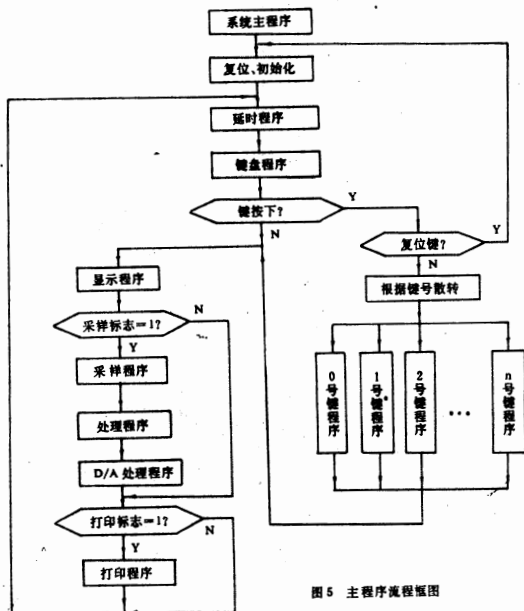 系统主程序
复位、初始化
延时程序
键盘程序
键按下?
Y
N
复位键?
Y
N
根据键号散转
0号键程序
1号键程序
2号键程序
...
n号键程序
显示程序
采样标志=1?
N
Y
采样程序
处理程序
D/A处理程序
打印标志=1?
N
Y
打印程序
图5 主程序流程框图